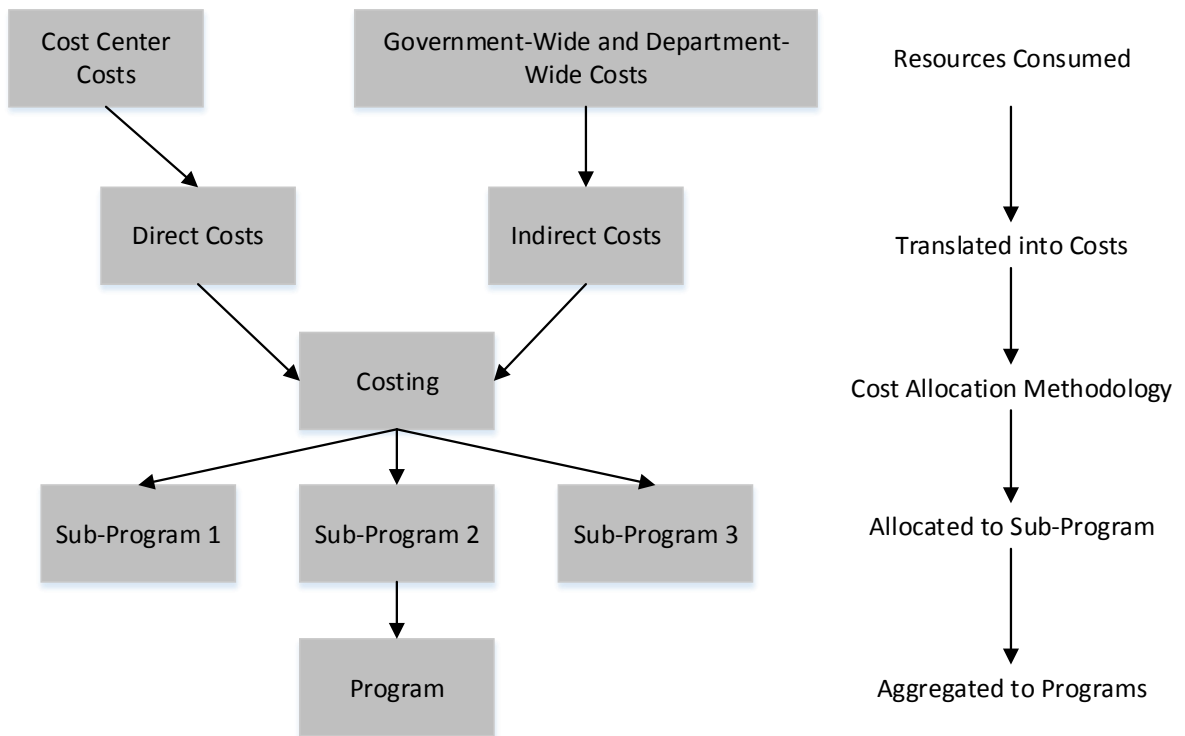 Cost Center
Costs
Government-Wide and Department-
Wide Costs
Resources Consumed
Direct Costs
Indirect Costs
Translated into Costs
Costing
Cost Allocation Methodology
Sub-Program 1
Sub-Program 2
Sub-Program 3
Allocated to Sub-Program
Program
Aggregated to Programs